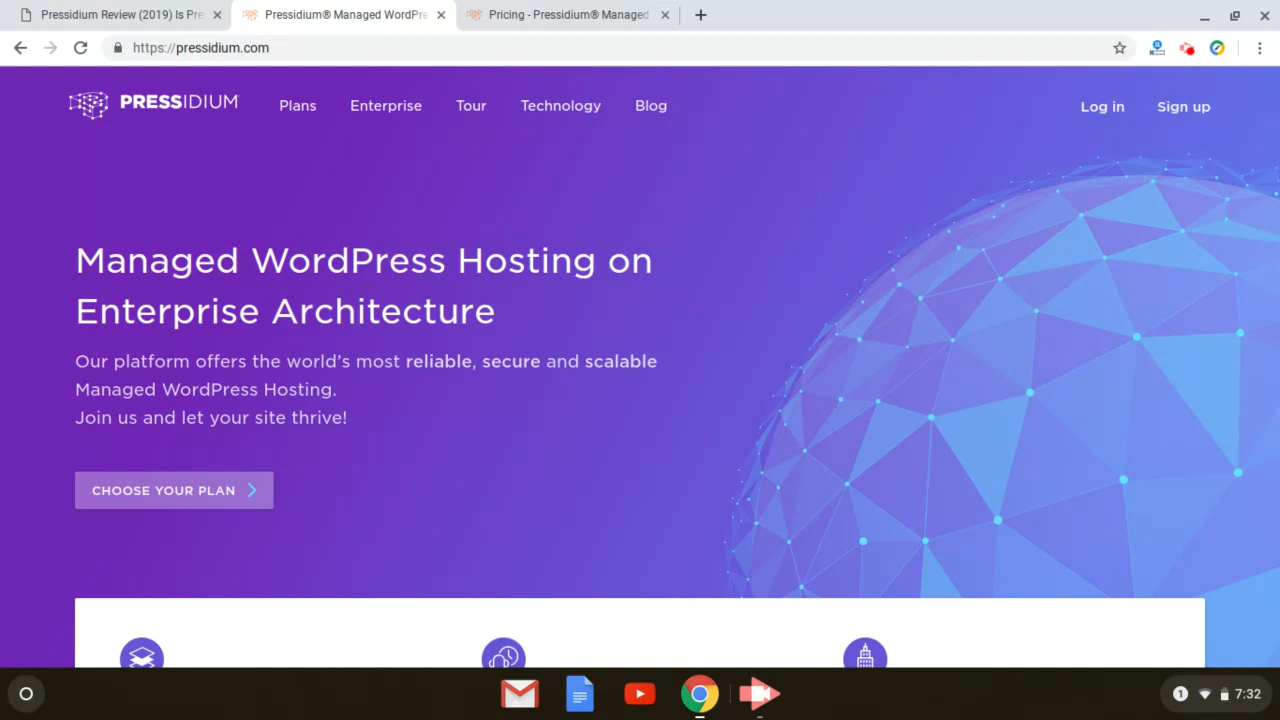 Pressidium Review (2019) Is Pre
Pressidium® Managed WordPre
Pricing - Pressidium® Managed
https://pressidium.com
PRESSIDIUM
Plans
Enterprise
Tour
Technology
Blog
Log in
Sign up
Managed WordPress Hosting on
Enterprise Architecture
Our platform offers the world's most reliable, secure and scalable
Managed WordPress Hosting.
Join us and let your site thrive!
CHOOSE YOUR PLAN
1
7:32